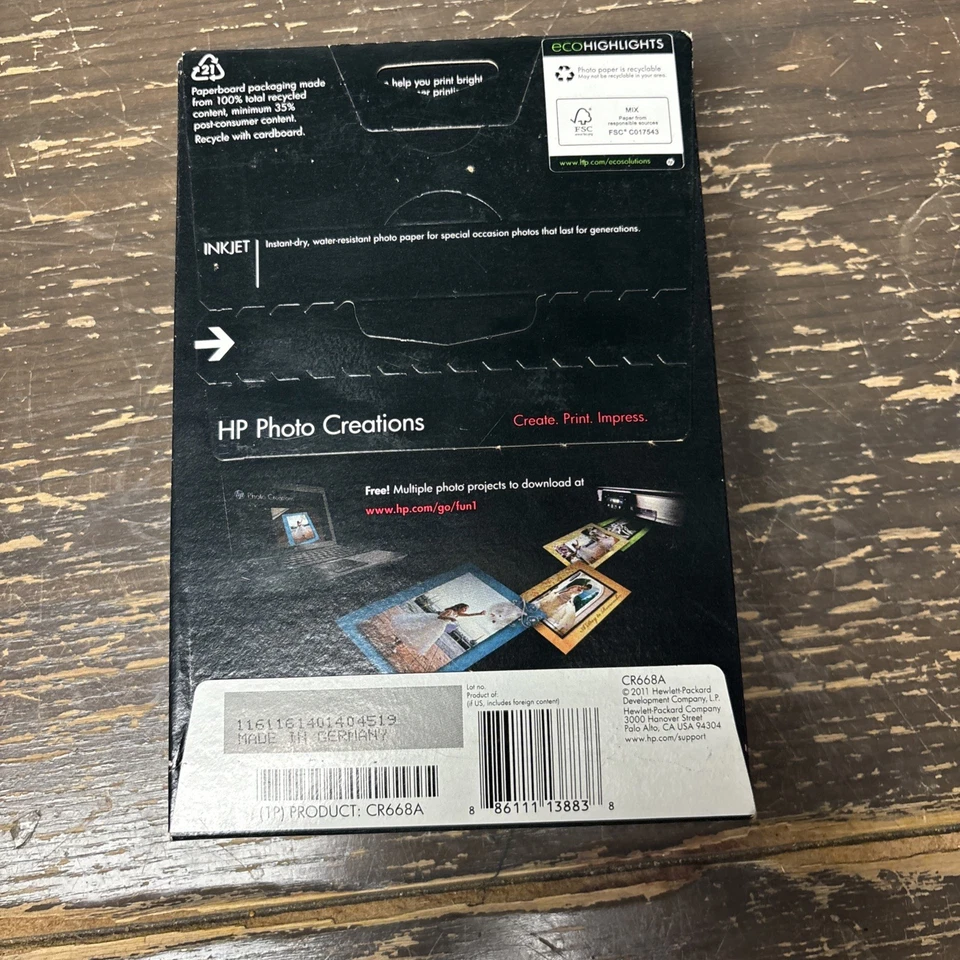 21
Paperboard packaging made
from 100% total recycled
content, minimum 35%
post-consumer content.
Recycle with cardboard.
help you print bright
ecoHIGHLIGHTS
Photo paper is recyclable
May not be recyclable in your area.
FSC
MIX
Paper from
responsible sources
FSC® C017543
www.hp.com/ecosolutions
INKJET
Instant-dry, water-resistant photo paper for special occasion photos that last for generations.
HP Photo Creations
Create. Print. Impress.
Free! Multiple photo projects to download at
www.hp.com/go/fun1
Photo Creations
CR668A
© 2011 Hewlett-Packard
Development Company, L.P.
Hewlett-Packard Company
3000 Hanover Street
Palo Alto, CA USA 94304
www.hp.com/support
Lot no.
Product of:
(if US, includes foreign content)
1161161401404519
MADE IN GERMANY
(1P) PRODUCT: CR668A
8 86111 13883 8